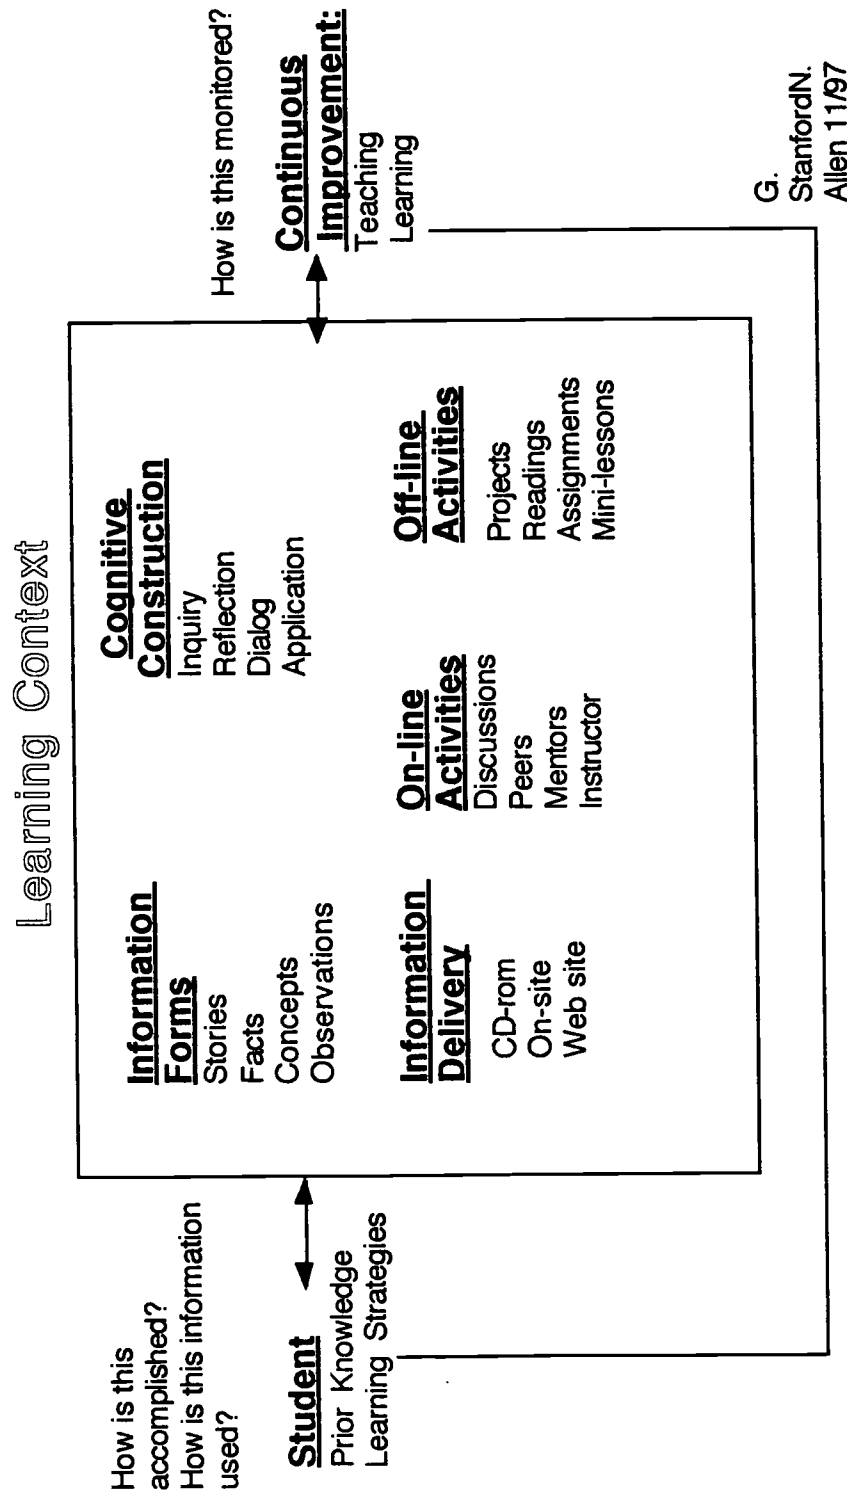 Learning Context
How is this
accomplished?
How is this information
used?
Student
Prior Knowledge
Learning Strategies
Information
Forms
Stories
Facts
Concepts
Observations
Cognitive
Construction
Inquiry
Reflection
Dialog
Application
Information
Delivery
CD-rom
On-site
Web site
On-line
Activities
Discussions
Peers
Mentors
Instructor
Off-line
Activities
Projects
Readings
Assignments
Mini-lessons
How is this monitored?
Continuous
Improvement:
Teaching
Learning
G.
StanfordN.
Allen 11/97